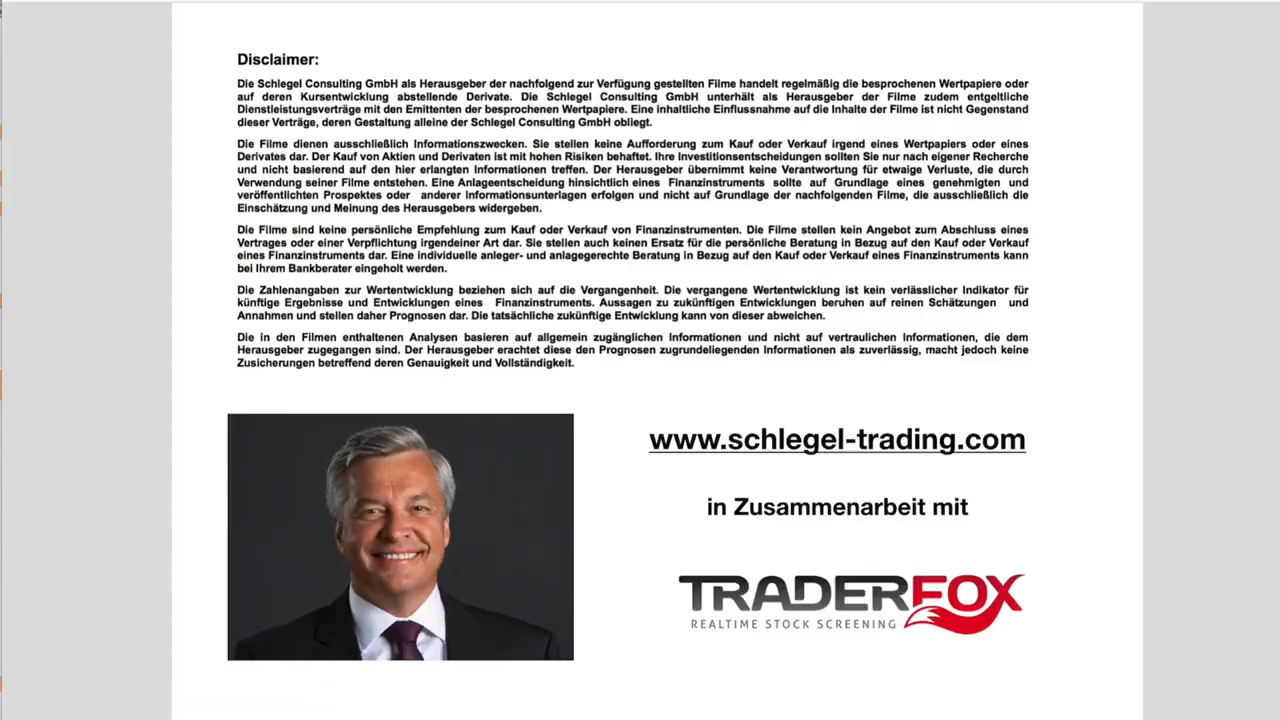 Disclaimer:
Die Schlegel Consulting GmbH als Herausgeber der nachfolgend zur Verfügung gestellten Filme handelt regelmäßig die besprochenen Wertpapiere oder
auf deren Kursentwicklung abstellende Derivate. Die Schlegel Consulting GmbH unterhält als Herausgeber der Filme zudem entgeltliche
Dienstleistungsverträge mit den Emittenten der besprochenen Wertpapiere. Eine inhaltliche Einflussnahme auf die Inhalte der Filme ist nicht Gegenstand
dieser Verträge, deren Gestaltung alleine der Schlegel Consulting GmbH obliegt.
Die Filme dienen ausschließlich Informationszwecken. Sie stellen keine Aufforderung zum Kauf oder Verkauf irgend eines Wertpapiers oder eines
Derivates dar. Der Kauf von Aktien und Derivaten ist mit hohen Risiken behaftet. Ihre Investitionsentscheidungen sollten Sie nur nach eigener Recherche
und nicht basierend auf den hier erlangten Informationen treffen. Der Herausgeber übernimmt keine Verantwortung für etwaige Verluste, die durch
Verwendung seiner Filme entstehen. Eine Anlageentscheidung hinsichtlich eines Finanzinstruments sollte auf Grundlage eines genehmigten und
veröffentlichten Prospektes oder anderer Informationsunterlagen erfolgen und nicht auf Grundlage der nachfolgenden Filme, die ausschließlich die
Einschätzung und Meinung des Herausgebers widergeben.
Die Filme sind keine persönliche Empfehlung zum Kauf oder Verkauf von Finanzinstrumenten. Die Filme stellen kein Angebot zum Abschluss eines
Vertrages oder einer Verpflichtung irgendeiner Art dar. Sie stellen auch keinen Ersatz für die persönliche Beratung in Bezug auf den Kauf oder Verkauf
eines Finanzinstruments dar. Eine individuelle anleger- und anlagegerechte Beratung in Bezug auf den Kauf oder Verkauf eines Finanzinstruments kann
bei Ihrem Bankberater eingeholt werden.
Die Zahlenangaben zur Wertentwicklung beziehen sich auf die Vergangenheit. Die vergangene Wertentwicklung ist kein verlässlicher Indikator für
künftige Ergebnisse und Entwicklungen eines Finanzinstruments. Aussagen zu zukünftigen Entwicklungen beruhen auf reinen Schätzungen und
Annahmen und stellen daher Prognosen dar. Die tatsächliche zukünftige Entwicklung kann von dieser abweichen.
Die in den Filmen enthaltenen Analysen basieren auf allgemein zugänglichen Informationen und nicht auf vertraulichen Informationen, die dem
Herausgeber zugegangen sind. Der Herausgeber erachtet diese den Prognosen zugrundeliegenden Informationen als zuverlässig, macht jedoch keine
Zusicherungen betreffend deren Genauigkeit und Vollständigkeit.
www.schlegel-trading.com
in Zusammenarbeit mit
TRADERFOX
REALTIME STOCK SCREENING